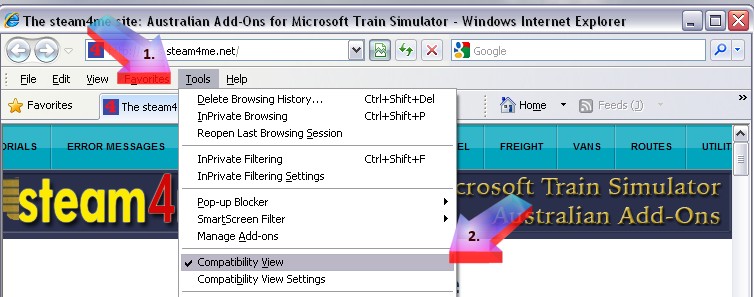 The steam4me site: Australian Add-Ons for Microsoft Train Simulator - Windows Internet Explorer
1.
steam4me.net/
Google
File Edit View Favorites Tools Help
Favorites
The steam4
Home
Feeds (J)
Delete Browsing History... Ctrl+Shift+Del
InPrivate Browsing Ctrl+Shift+P
Reopen Last Browsing Session
InPrivate Filtering Ctrl+Shift+F
InPrivate Filtering Settings
Pop-up Blocker
SmartScreen Filter
Manage Add-ons
Compatibility View
Compatibility View Settings
ORIALS ERROR MESSAGES EL FREIGHT VANS ROUTES UTILIT
steam4
crosoft Train Simulator
Australian Add-Ons
2.